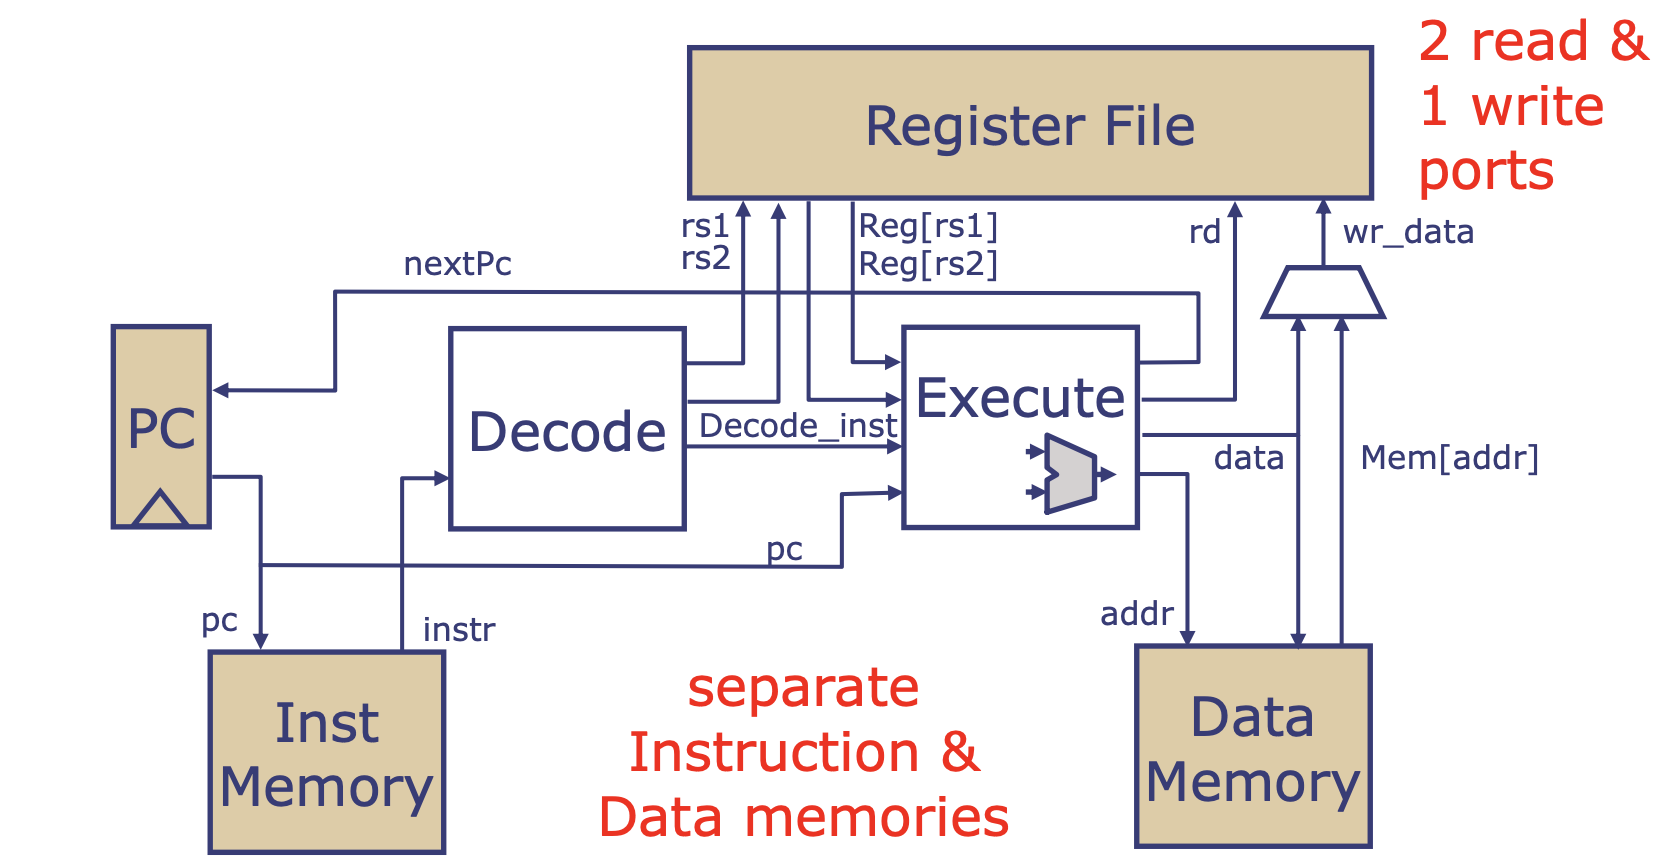 2 read &
1 write
ports
Register File
rs1
rs2
Reg[rs1]
Reg[rs2]
rd
wr_data
nextPc
PC
Decode
Decode_inst
Execute
data
Mem[addr]
pc
pc
instr
addr
Inst
Memory
separate
Instruction &
Data memories
Data
Memory